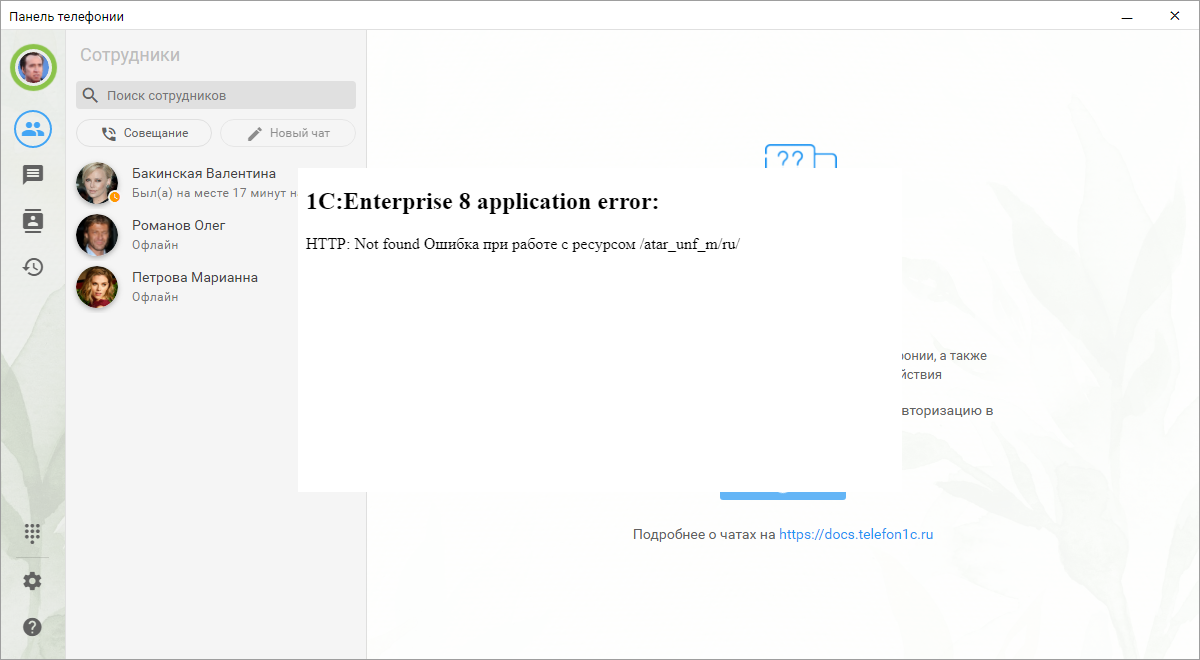 Панель телефонии
Сотрудники
Поиск сотрудников
Совещание
Новый чат
Бакинская Валентина
Был(а) на месте 17 минут н
Романов Олег
Офлайн
Петрова Марианна
Офлайн
??
1C:Enterprise 8 application error:
HTTP: Not found Ошибка при работе с ресурсом /atar_unf_m/ru/
онии, а также
йствия
вторизацию в
Подробнее о чатах на https://docs.telefon1c.ru